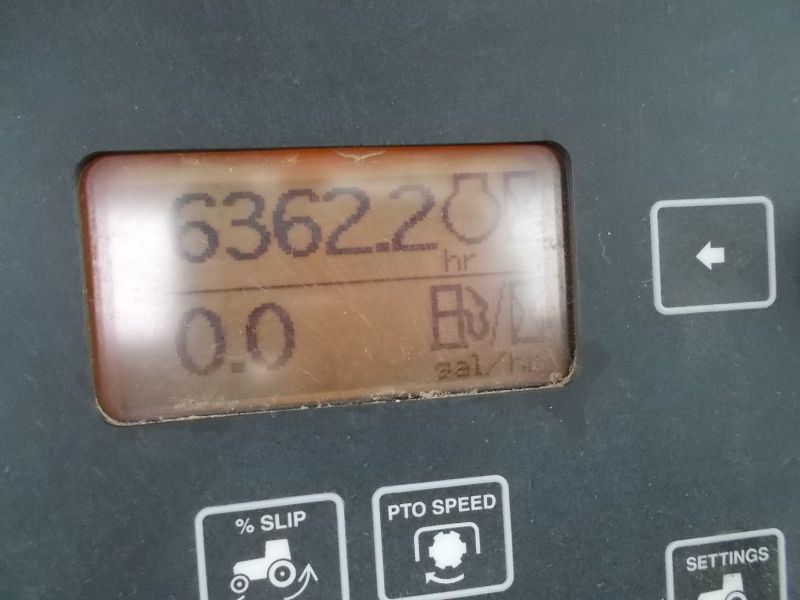 6362.2
hr
0.0
gal/hr
% SLIP
PTO SPEED
SETTINGS